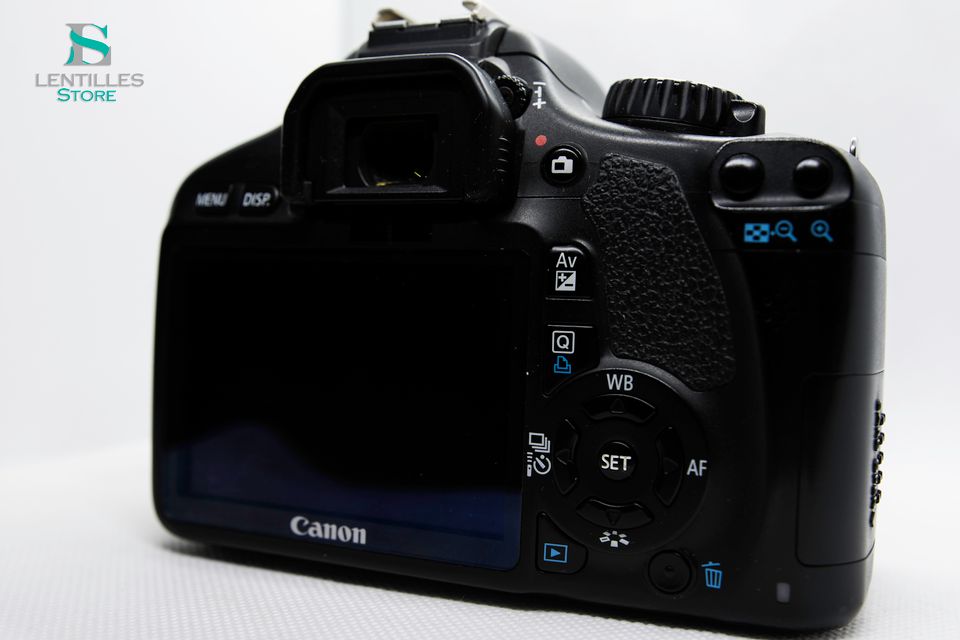 S
LENTILLES
STORE
MENU DISP.
Av
Q
WB
SET
AF
Canon